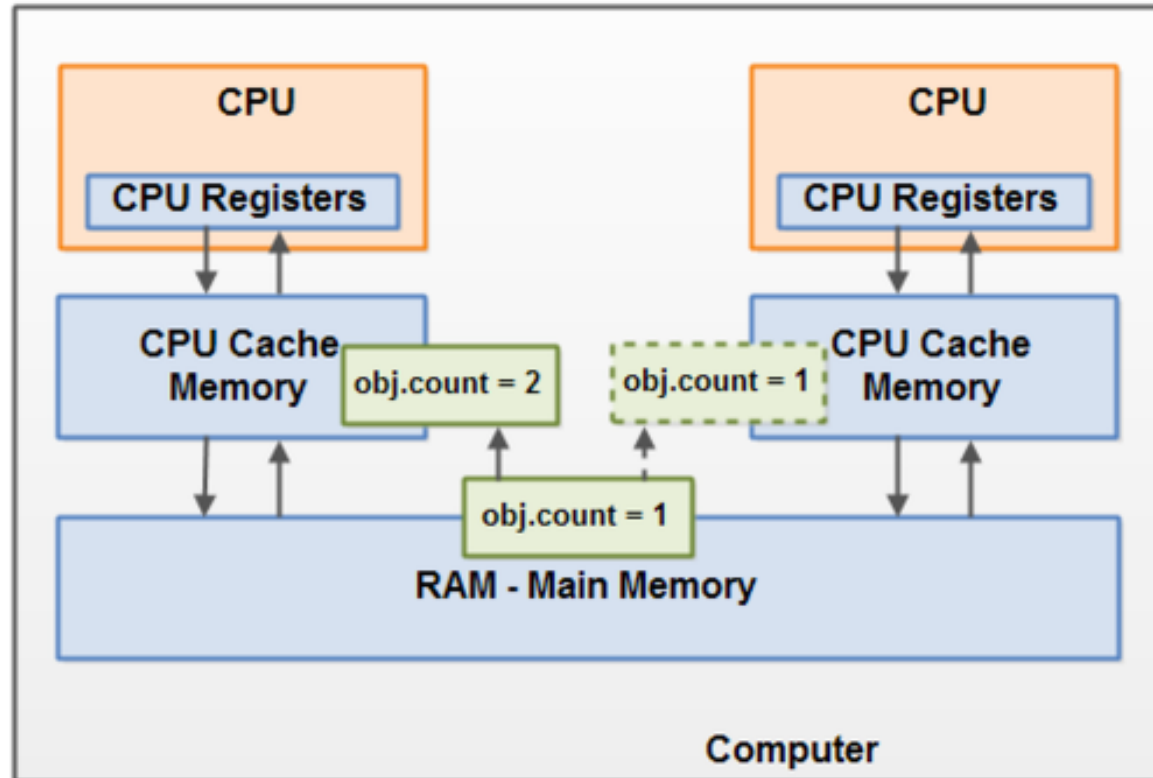 CPU
CPU
CPU Registers
CPU Registers
CPU Cache
Memory
obj.count = 2
obj.count = 1
CPU Cache
Memory
obj.count = 1
RAM - Main Memory
Computer